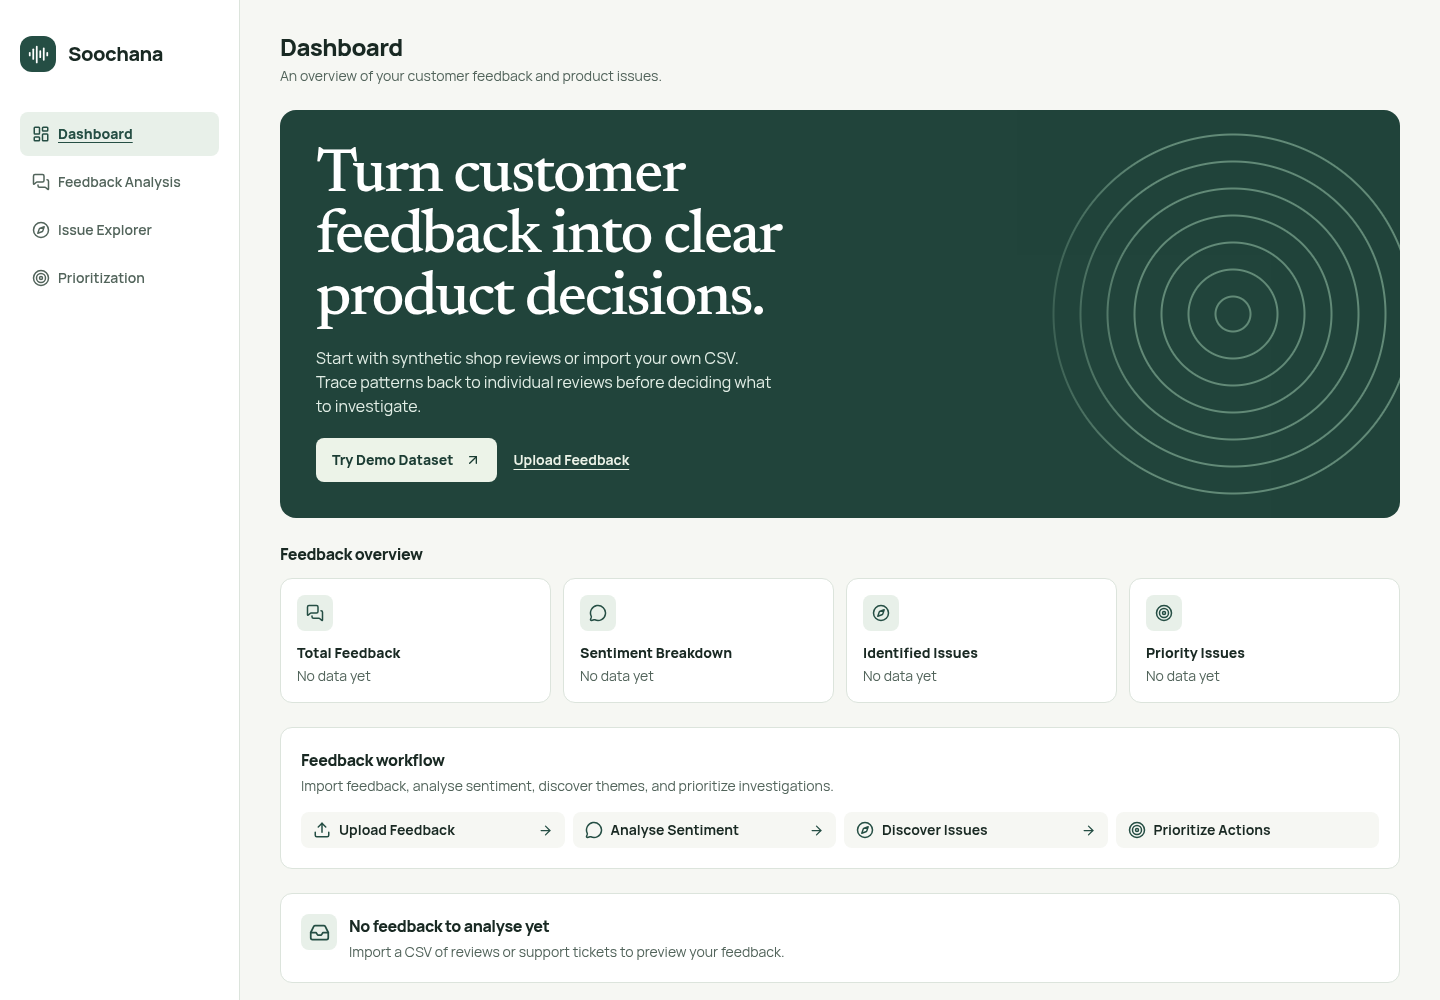 Soochana
Dashboard
Feedback Analysis
Issue Explorer
Prioritization
Dashboard
An overview of your customer feedback and product issues.
Turn customer
feedback into clear
product decisions.
Start with synthetic shop reviews or import your own CSV.
Trace patterns back to individual reviews before deciding what
to investigate.
Try Demo Dataset
Upload Feedback
Feedback overview
Total Feedback
No data yet
Sentiment Breakdown
No data yet
Identified Issues
No data yet
Priority Issues
No data yet
Feedback workflow
Import feedback, analyse sentiment, discover themes, and prioritize investigations.
Upload Feedback
Analyse Sentiment
Discover Issues
Prioritize Actions
No feedback to analyse yet
Import a CSV of reviews or support tickets to preview your feedback.